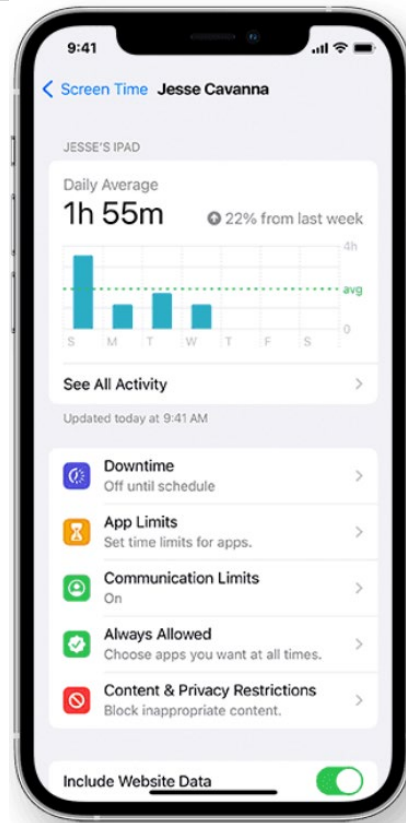 9:41
Screen Time Jesse Cavanna
JESSE'S IPAD
Daily Average
1h 55m 22% from last week
4h
avg
0
S M T W T F S
See All Activity
Updated today at 9:41 AM
Downtime
Off until schedule
App Limits
Set time limits for apps.
Communication Limits
On
Always Allowed
Choose apps you want at all times.
Content & Privacy Restrictions
Block inappropriate content.
Include Website Data